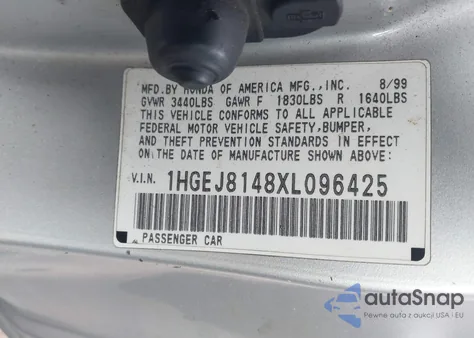 MFD.BY HONDA OF AMERICA MFG.,INC. 8/99
GVWR 3440LBS GAWR F 1830LBS R 1640LBS
THIS VEHICLE CONFORMS TO ALL APPLICABLE
FEDERAL MOTOR VEHICLE SAFETY,BUMPER,
AND THEFT PREVENTION STANDARDS IN EFFECT
ON THE DATE OF MANUFACTURE SHOWN ABOVE:
V.I.N. 1HGEJ8148XL096425
PASSENGER CAR
autoSnap
Pewne auta z aukcji USA i EU